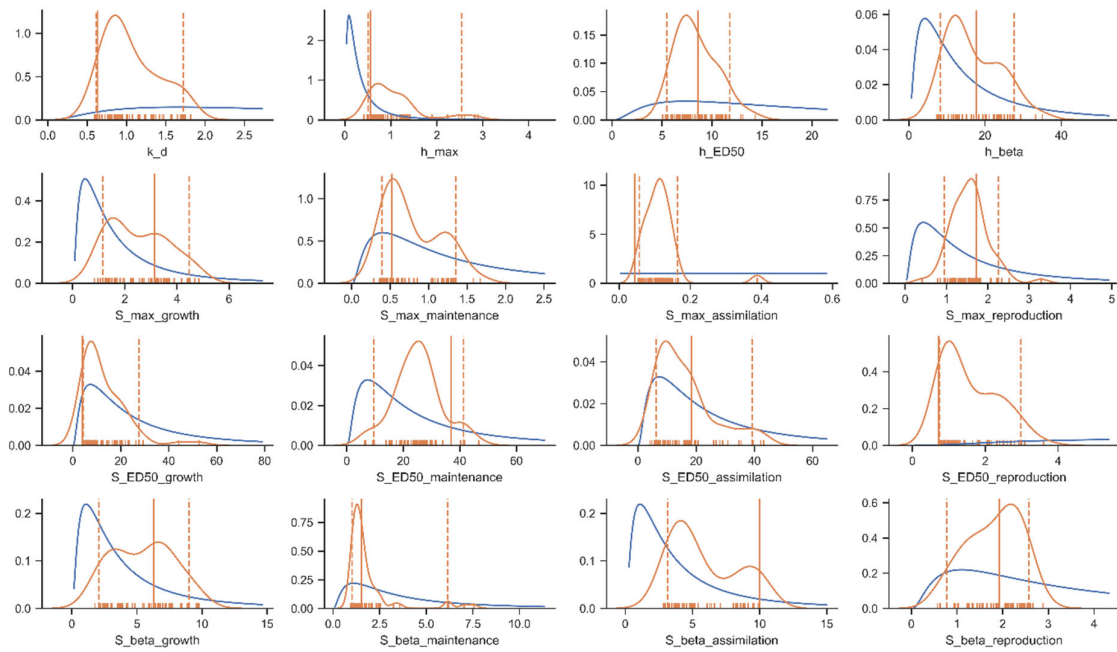 1.0
0.5
0.0
0.0 0.5 1.0 1.5 2.0 2.5
k_d
2
1
0
0 1 2 3 4
h_max
0.15
0.10
0.05
0.00
0 5 10 15 20
h_ED50
0.06
0.04
0.02
0.00
0 20 40
h_beta
0.4
0.2
0.0
0 2 4 6
S_max_growth
1.0
0.5
0.0
0.0 0.5 1.0 1.5 2.0 2.5
S_max_maintenance
10
5
0
0.0 0.2 0.4 0.6
S_max_assimilation
0.75
0.50
0.25
0.00
0 1 2 3 4 5
S_max_reproduction
0.04
0.02
0.00
0 20 40 60 80
S_ED50_growth
0.04
0.02
0.00
0 20 40 60
S_ED50_maintenance
0.04
0.02
0.00
0 20 40 60
S_ED50_assimilation
0.4
0.2
0.0
0 2 4
S_ED50_reproduction
0.2
0.1
0.0
0 5 10 15
S_beta_growth
0.75
0.50
0.25
0.00
0.0 2.5 5.0 7.5 10.0
S_beta_maintenance
0.2
0.1
0.0
0 5 10 15
S_beta_assimilation
0.6
0.4
0.2
0.0
0 1 2 3 4
S_beta_reproduction